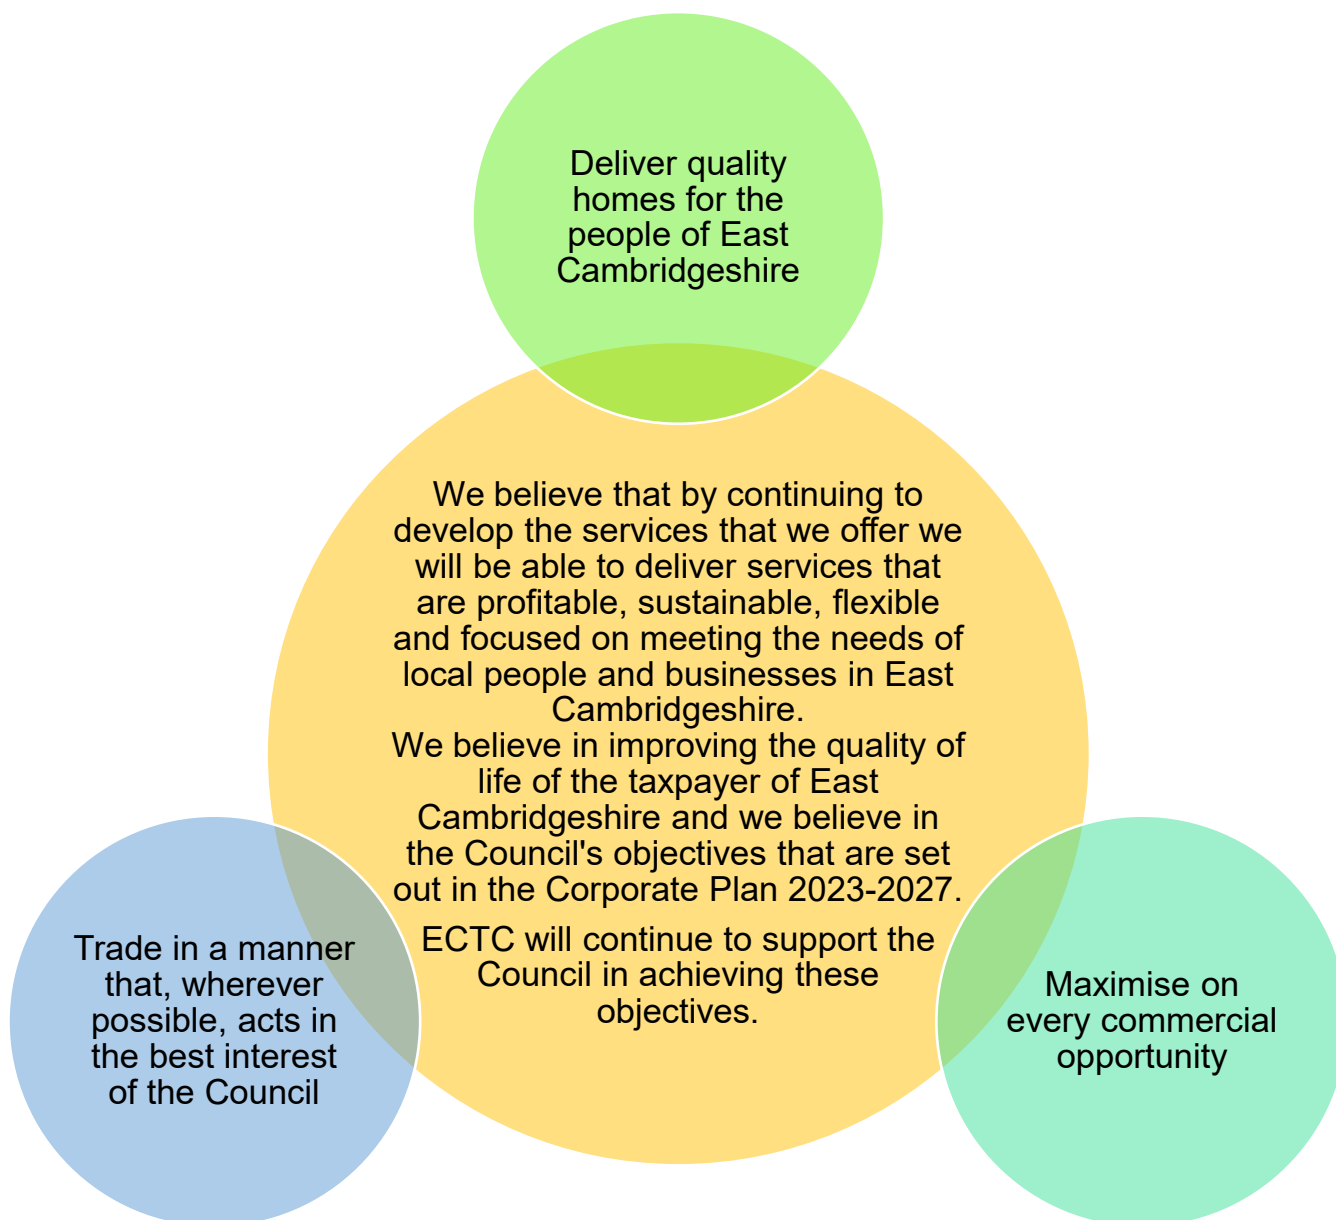 Deliver quality
homes for the
people of East
Cambridgeshire
We believe that by continuing to
develop the services that we offer we
will be able to deliver services that
are profitable, sustainable, flexible
and focused on meeting the needs of
local people and businesses in East
Cambridgeshire.
We believe in improving the quality of
life of the taxpayer of East
Cambridgeshire and we believe in
the Council's objectives that are set
out in the Corporate Plan 2023-2027.
ECTC will continue to support the
Council in achieving these
objectives.
Trade in a manner
that, wherever
possible, acts in
the best interest
of the Council
Maximise on
every commercial
opportunity